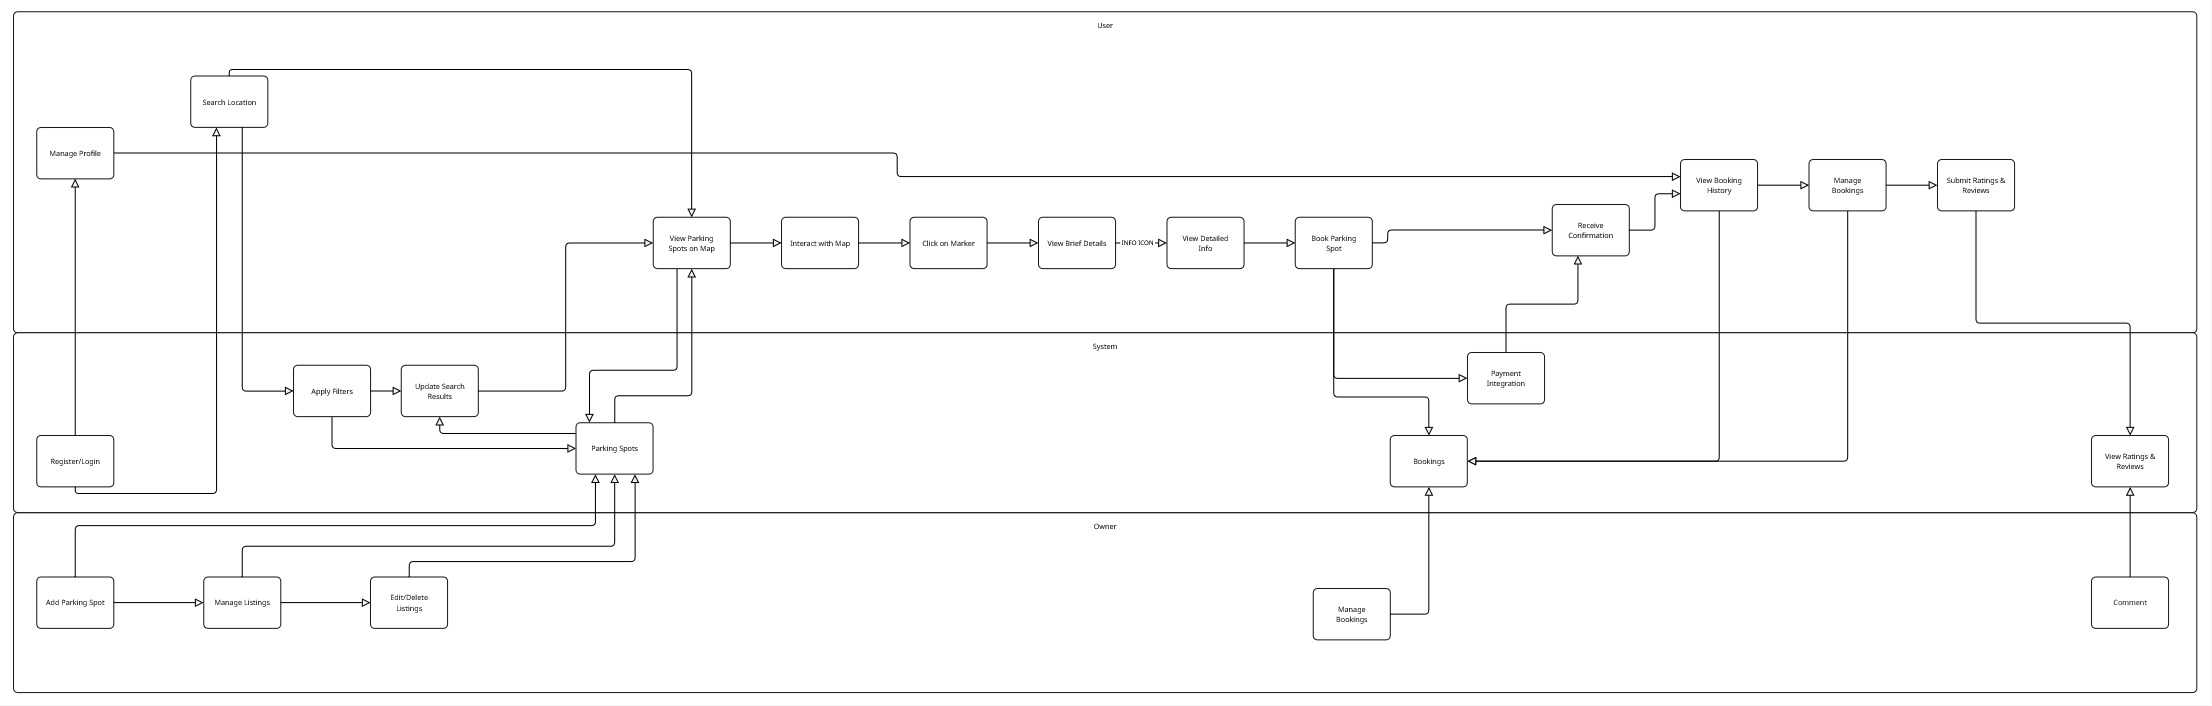 User
Search Location
Manage Profile
View Booking
History
Manage
Bookings
Submit Ratings &
Reviews
View Parking
Spots on Map
Interact with Map
Click on Marker
View Brief Details
INFO ICON
View Detailed
Info
Book Parking
Spot
Receive
Confirmation
System
Apply Filters
Update Search
Results
Payment
Integration
Register/Login
Parking Spots
Bookings
View Ratings &
Reviews
Owner
Add Parking Spot
Manage Listings
Edit/Delete
Listings
Manage
Bookings
Comment